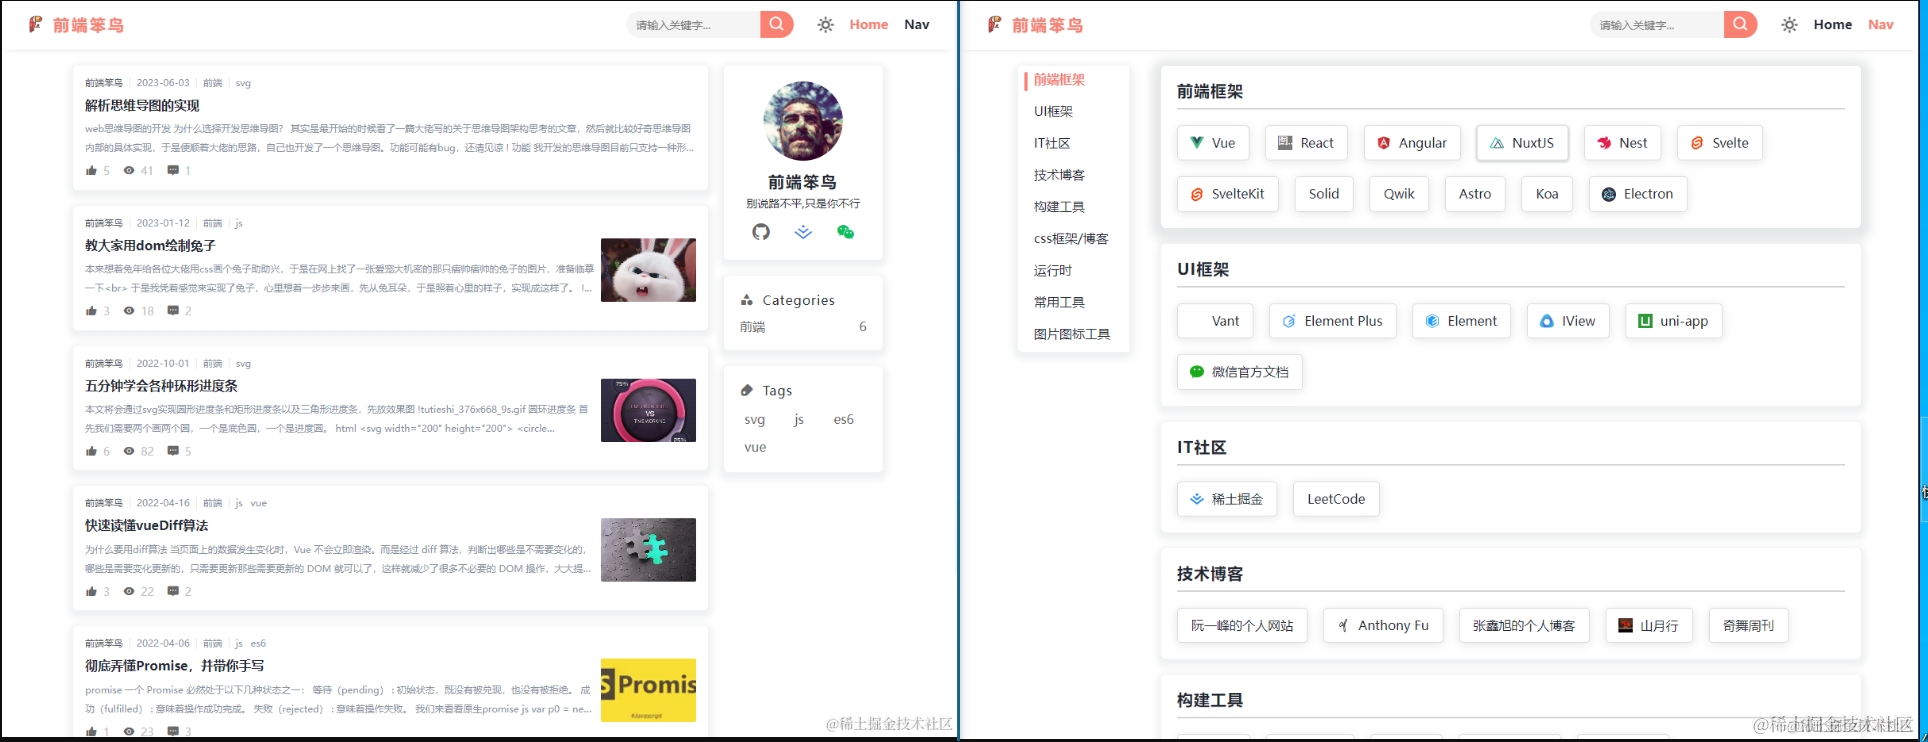 前端笨鸟
请输入关键字...
Home
Nav
前端笨鸟 2023-06-03 前端 svg
解析思维导图的实现
web思维导图的开发 为什么选择开发思维导图？ 其实是最开始的时候看了一篇大佬写的关于思维导图架构思考的文章，然后就比较好奇思维导图
内部的具体实现，于是便顺着大佬的思路，自己也开发了一个思维导图。功能可能有bug，还请见谅 ! 功能 我开发的思维导图目前只支持一种形...
5 41 1
前端笨鸟 2023-01-12 前端 js
教大家用dom绘制兔子
本来想着兔年给各位大佬用css画个兔子助助兴，于是在网上找了一张爱宠大机密的那只痞帅痞帅的兔子的图片，准备临摹
一下<br> 于是我凭着感觉来实现了兔子，心里想着一步步来画，先从兔耳朵，于是照着心里的样子，实现成这样了。 !...
3 18 2
前端笨鸟 2022-10-01 前端 svg
五分钟学会各种环形进度条
本文将会通过svg实现圆形进度条和矩形进度条以及三角形进度条，先放效果图 !tutieshi_376x668_9s.gif 圆环进度条 首
先我们需要两个画两个圆，一个是底色圆，一个是进度圆。 html <svg width="200" height="200"> <circle...
75%
VS
25%
6 82 5
前端笨鸟 2022-04-16 前端 js vue
快速读懂vueDiff算法
为什么要用diff算法 当页面上的数据发生变化时，Vue 不会立即渲染。而是经过 diff 算法，判断出哪些是不需要变化的，
哪些是需要变化更新的，只需要更新那些需要更新的 DOM 就可以了，这样就减少了很多不必要的 DOM 操作，大大提...
3 22 2
前端笨鸟 2022-04-06 前端 js es6
彻底弄懂Promise，并带你手写
promise 一个 Promise 必然处于以下几种状态之一： 等待（pending）: 初始状态，既没有被兑现，也没有被拒绝。 成
功（fulfilled）: 意味着操作成功完成。 失败（rejected）: 意味着操作失败。 我们来看看原生promise js var p0 = ne...
S Promis
1 23 3
前端笨鸟
别说路不平,只是你不行
Categories
前端 6
Tags
svg js es6
vue
@稀土掘金技术社区
前端笨鸟
请输入关键字...
Home
Nav
前端框架
UI框架
IT社区
技术博客
构建工具
css框架/博客
运行时
常用工具
图片图标工具
前端框架
Vue React Angular NuxtJS Nest Svelte
SvelteKit Solid Qwik Astro Koa Electron
UI框架
Vant Element Plus Element IView uni-app
微信官方文档
IT社区
稀土掘金 LeetCode
技术博客
阮一峰的个人网站 Anthony Fu 张鑫旭的个人博客 山月行 奇舞周刊
构建工具
@稀土掘金技术社区